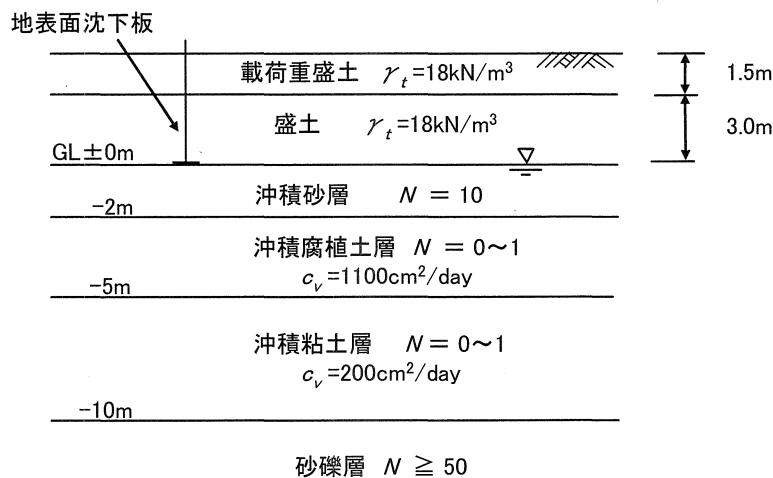 地表面沈下板
載荷重盛土 γt=18kN/m³
1.5m
盛土 γt=18kN/m³
3.0m
GL±0m
沖積砂層 N = 10
-2m
沖積腐植土層 N = 0～1
cv=1100cm²/day
-5m
沖積粘土層 N = 0～1
cv=200cm²/day
-10m
砂礫層 N ≧ 50